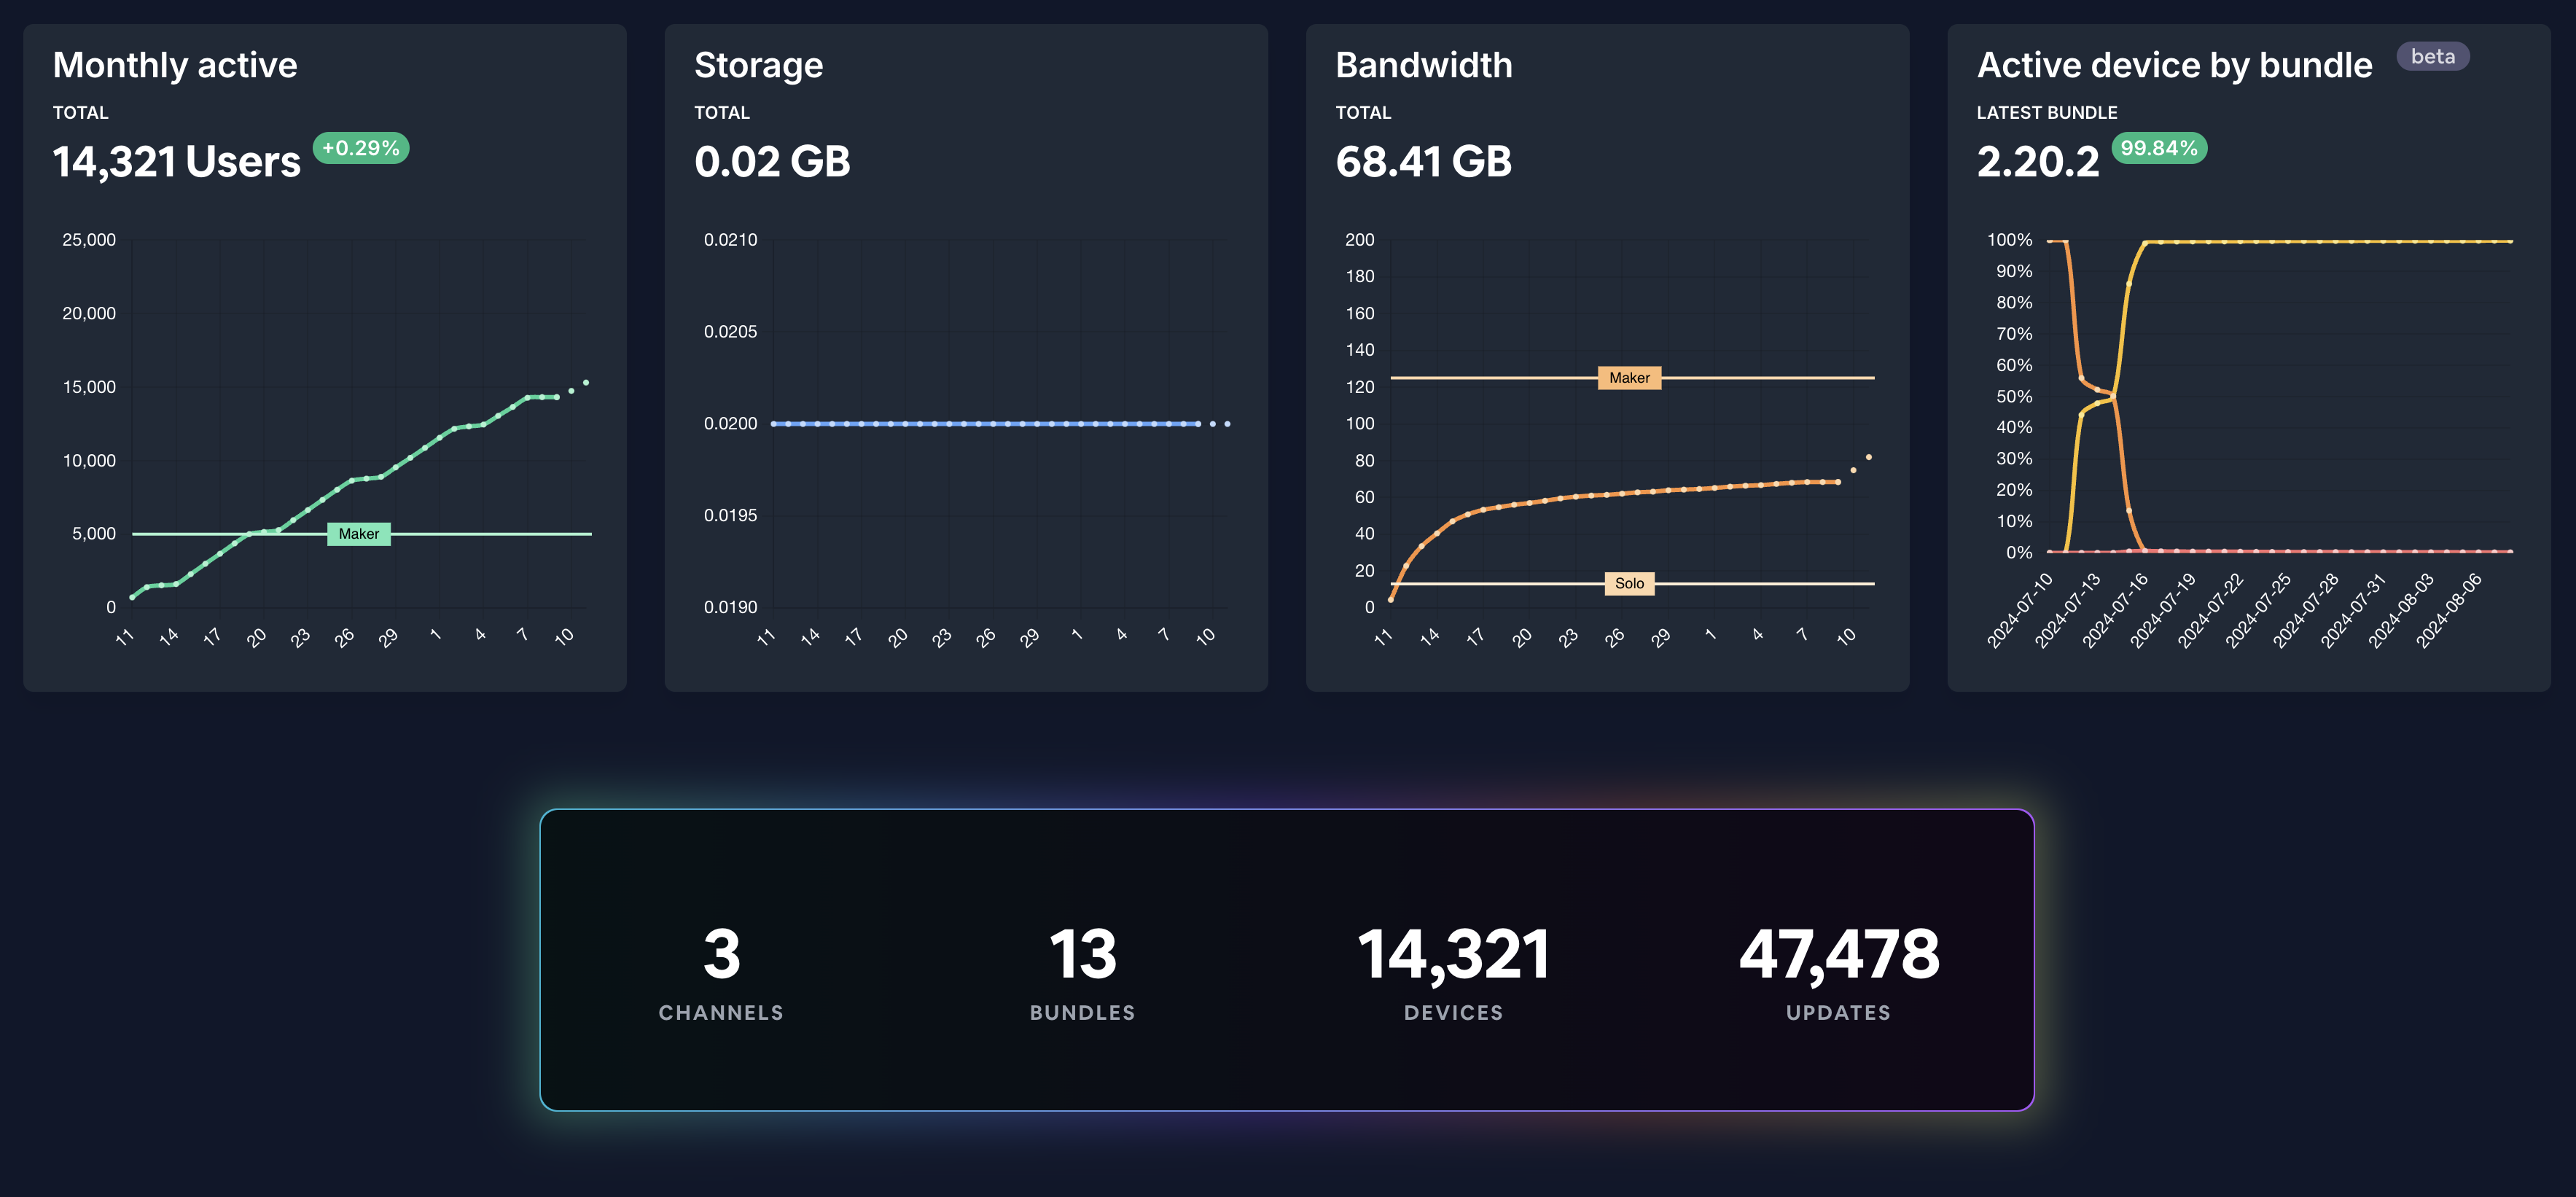 Monthly active
TOTAL
14,321 Users +0.29%
25,000
20,000
15,000
10,000
5,000
0
Maker
11 14 17 20 23 26 29 1 4 7 10
Storage
TOTAL
0.02 GB
0.0210
0.0205
0.0200
0.0195
0.0190
11 14 17 20 23 26 29 1 4 7 10
Bandwidth
TOTAL
68.41 GB
200
180
160
140
120
100
80
60
40
20
0
Maker
Solo
11 14 17 20 23 26 29 1 4 7 10
Active device by bundle beta
LATEST BUNDLE
2.20.2 99.84%
100%
90%
80%
70%
60%
50%
40%
30%
20%
10%
0%
2024-07-10 2024-07-13 2024-07-16 2024-07-19 2024-07-22 2024-07-25 2024-07-28 2024-07-31 2024-08-03 2024-08-06
3 13 14,321 47,478
CHANNELS BUNDLES DEVICES UPDATES